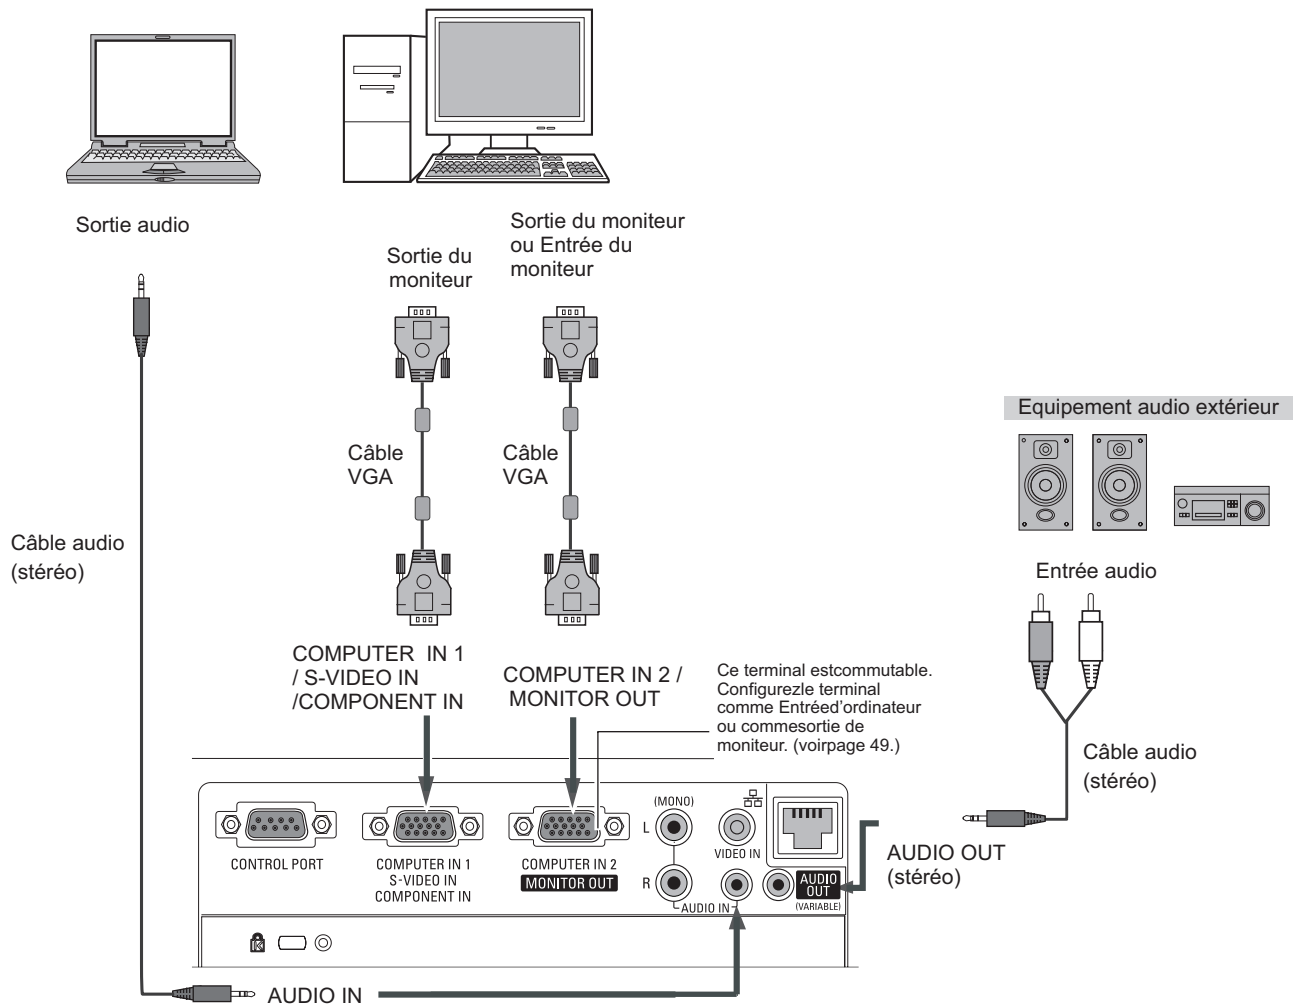 Sortie audio
Sortie du
moniteur
Sortie du moniteur
ou Entrée du
moniteur
Câble
VGA
Câble
VGA
Câble audio
(stéréo)
Equipement audio extérieur
Entrée audio
Câble audio
(stéréo)
COMPUTER IN 1
/ S-VIDEO IN
/COMPONENT IN
COMPUTER IN 2 /
MONITOR OUT
Ce terminal estcommutable.
Configurezle terminal
comme Entréed'ordinateur
ou commesortie de
moniteur. (voirpage 49.)
CONTROL PORT
COMPUTER IN 1
S-VIDEO IN
COMPONENT IN
COMPUTER IN 2
MONITOR OUT
(MONO)
L
R
VIDEO IN
AUDIO IN
AUDIO
OUT
(VARIABLE)
AUDIO OUT
(stéréo)
K
AUDIO IN